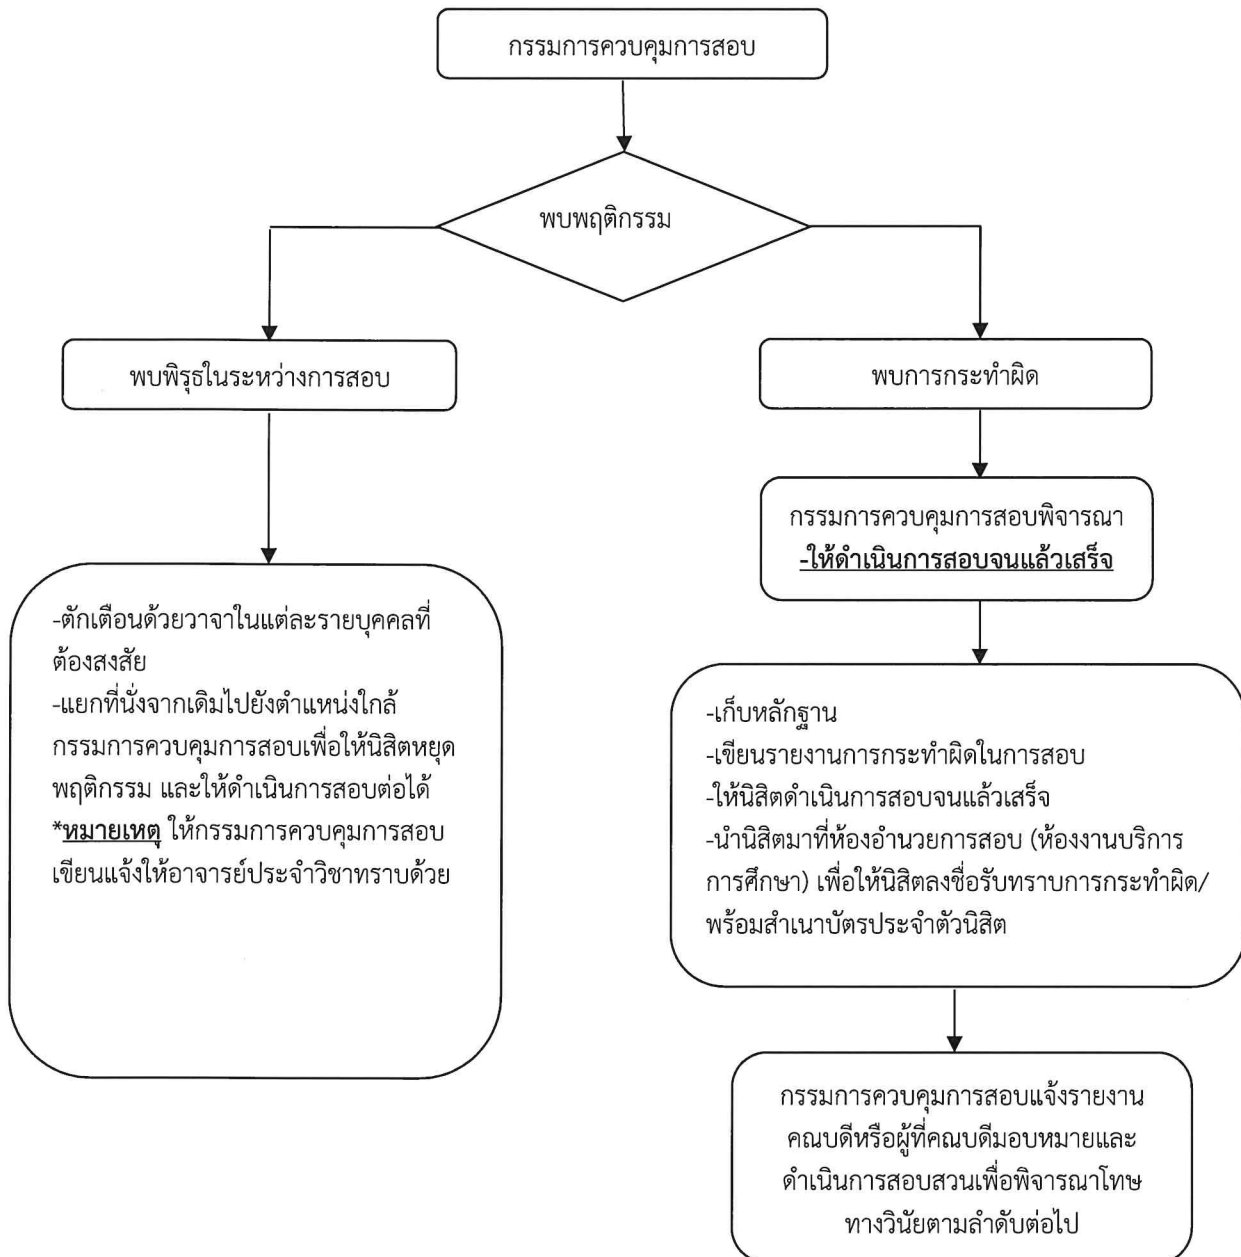 กรรมการควบคุมการสอบ
พบพฤติกรรม
พบพิรุธในระหว่างการสอบ
-ตักเตือนด้วยวาจาในแต่ละรายบุคคลที่
ต้องสงสัย
-แยกที่นั่งจากเดิมไปยังตำแหน่งใกล้
กรรมการควบคุมการสอบเพื่อให้นิสิตหยุด
พฤติกรรม และให้ดำเนินการสอบต่อได้
*หมายเหตุ ให้กรรมการควบคุมการสอบ
เขียนแจ้งให้อาจารย์ประจำวิชาทราบด้วย
พบการกระทำผิด
กรรมการควบคุมการสอบพิจารณา
-ให้ดำเนินการสอบจนแล้วเสร็จ
-เก็บหลักฐาน
-เขียนรายงานการกระทำผิดในการสอบ
-ให้นิสิตดำเนินการสอบจนแล้วเสร็จ
-นำนิสิตมาที่ห้องอำนวยการสอบ (ห้องงานบริการ
การศึกษา) เพื่อให้นิสิตลงชื่อรับทราบการกระทำผิด/
พร้อมสำเนาบัตรประจำตัวนิสิต
กรรมการควบคุมการสอบแจ้งรายงาน
คณบดีหรือผู้ที่คณบดีมอบหมายและ
ดำเนินการสอบสวนเพื่อพิจารณาโทษ
ทางวินัยตามลำดับต่อไป